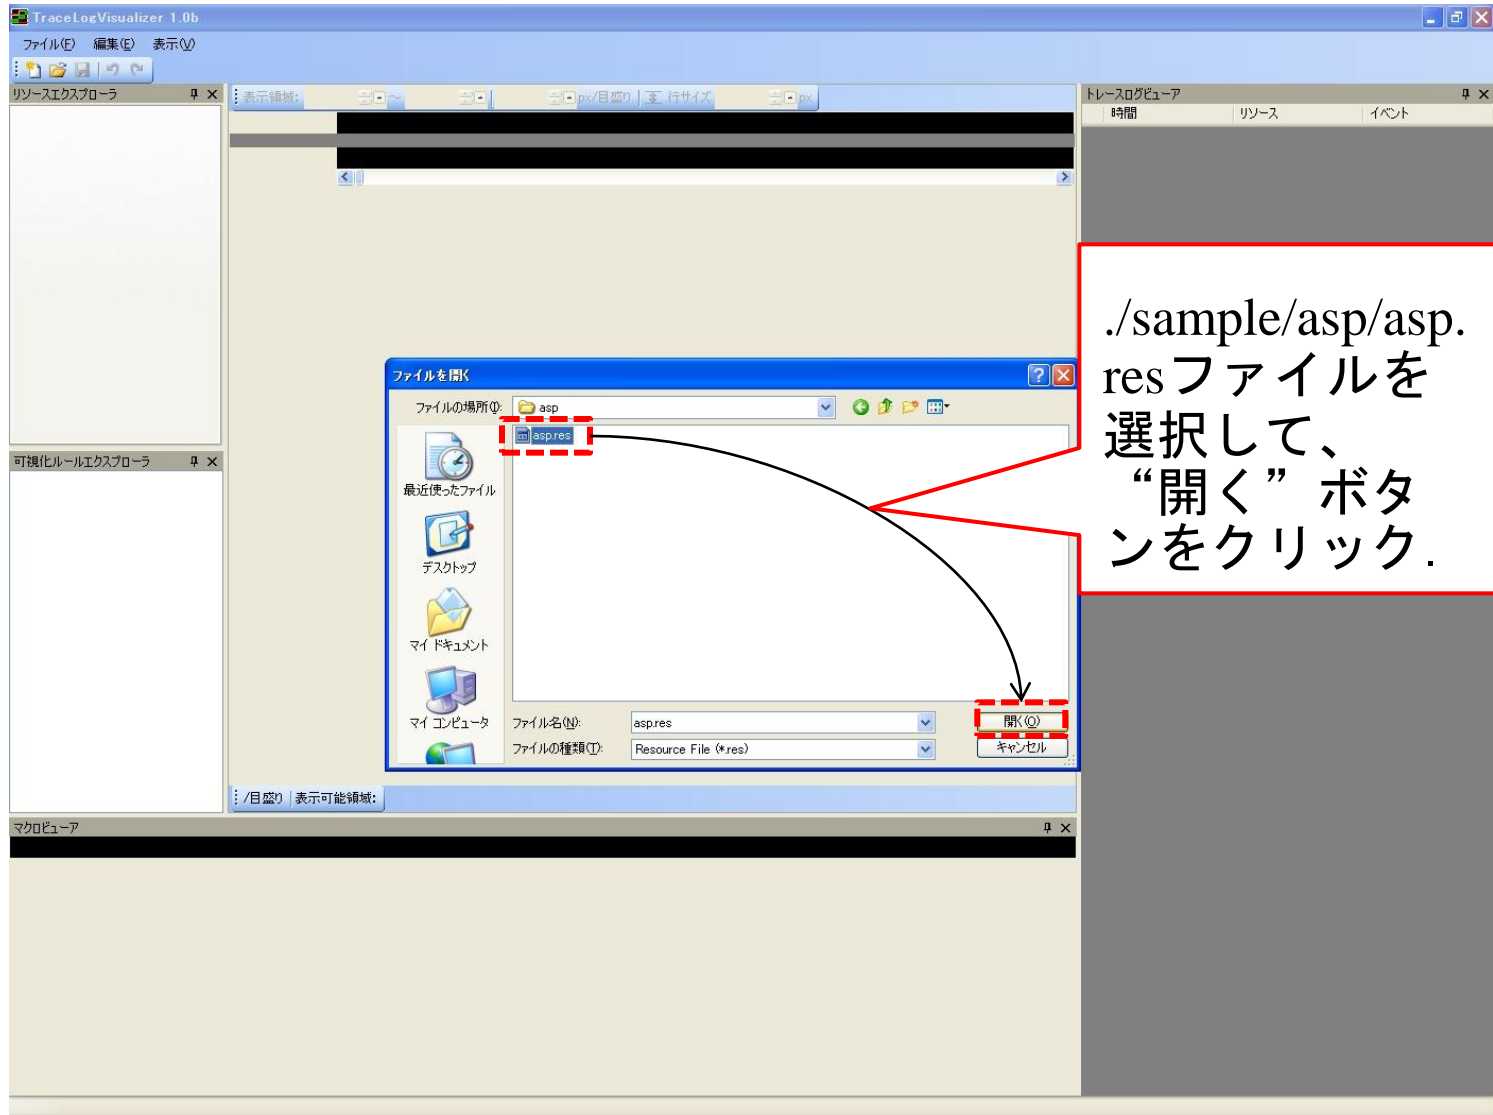 TraceLogVisualizer 1.0b
ファイル(F) 編集(E) 表示(V)
リソースエクスプローラ
表示領域: ～ px/目盛り 行サイズ px
トレースログビューア
時間 リソース イベント
./sample/asp/asp.
resファイルを
選択して、
“開く”ボタ
ンをクリック.
ファイルを開く
ファイルの場所(I): asp
asp.res
最近使ったファイル
デスクトップ
マイ ドキュメント
マイ コンピュータ
ファイル名(N): asp.res 開く(O)
ファイルの種類(T): Resource File (*.res) キャンセル
可視化ルールエクスプローラ
/目盛り 表示可能領域:
マクロビューア